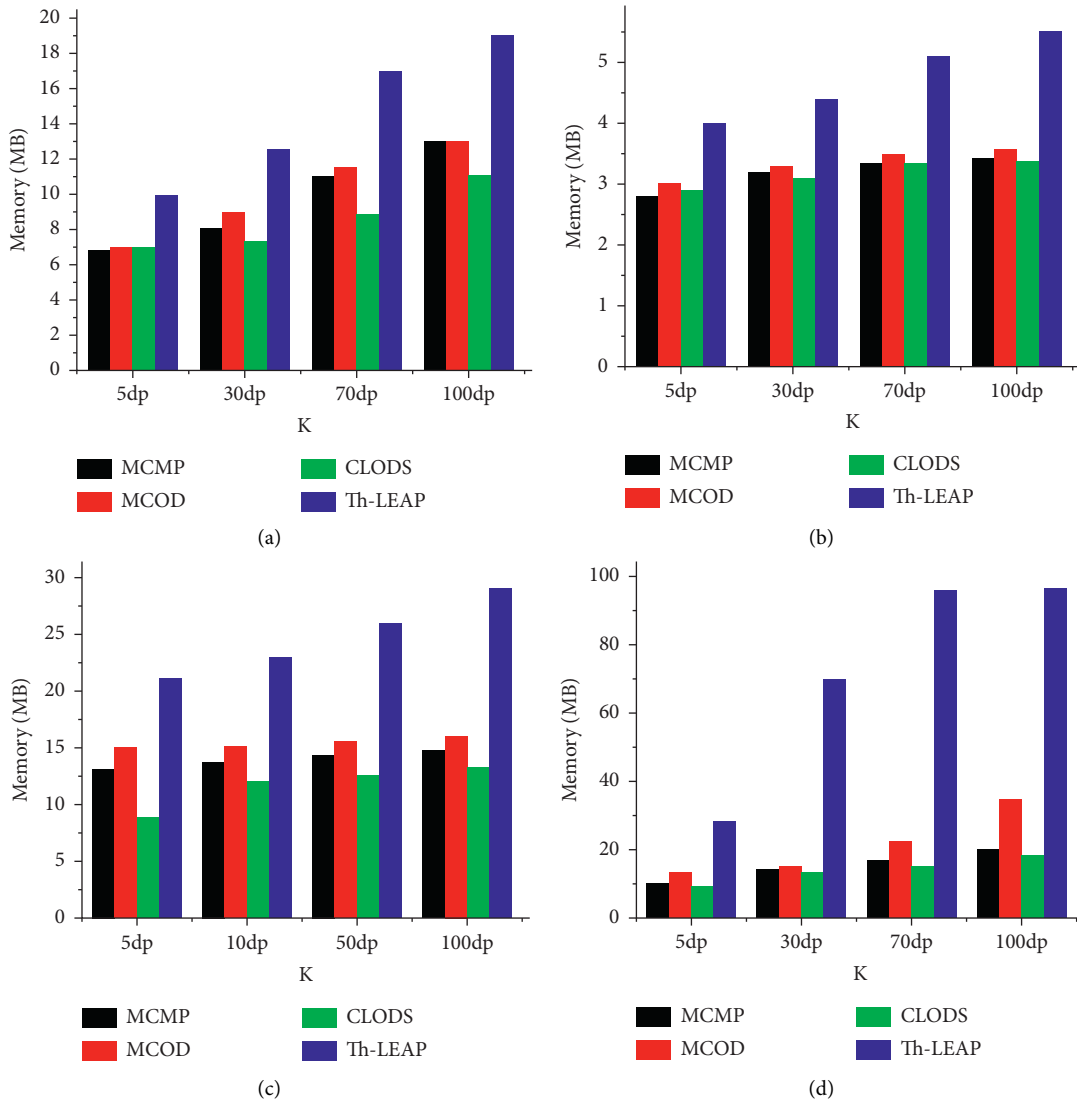 20
18
16
14
12
10
8
6
4
2
0
Memory (MB)
5dp 30dp 70dp 100dp
K
MCMP CLODS
MCOD Th-LEAP
(a)
5
4
3
2
1
0
Memory (MB)
5dp 30dp 70dp 100dp
K
MCMP CLODS
MCOD Th-LEAP
(b)
30
25
20
15
10
5
0
Memory (MB)
5dp 10dp 50dp 100dp
K
MCMP CLODS
MCOD Th-LEAP
(c)
100
80
60
40
20
0
Memory (MB)
5dp 30dp 70dp 100dp
K
MCMP CLODS
MCOD Th-LEAP
(d)